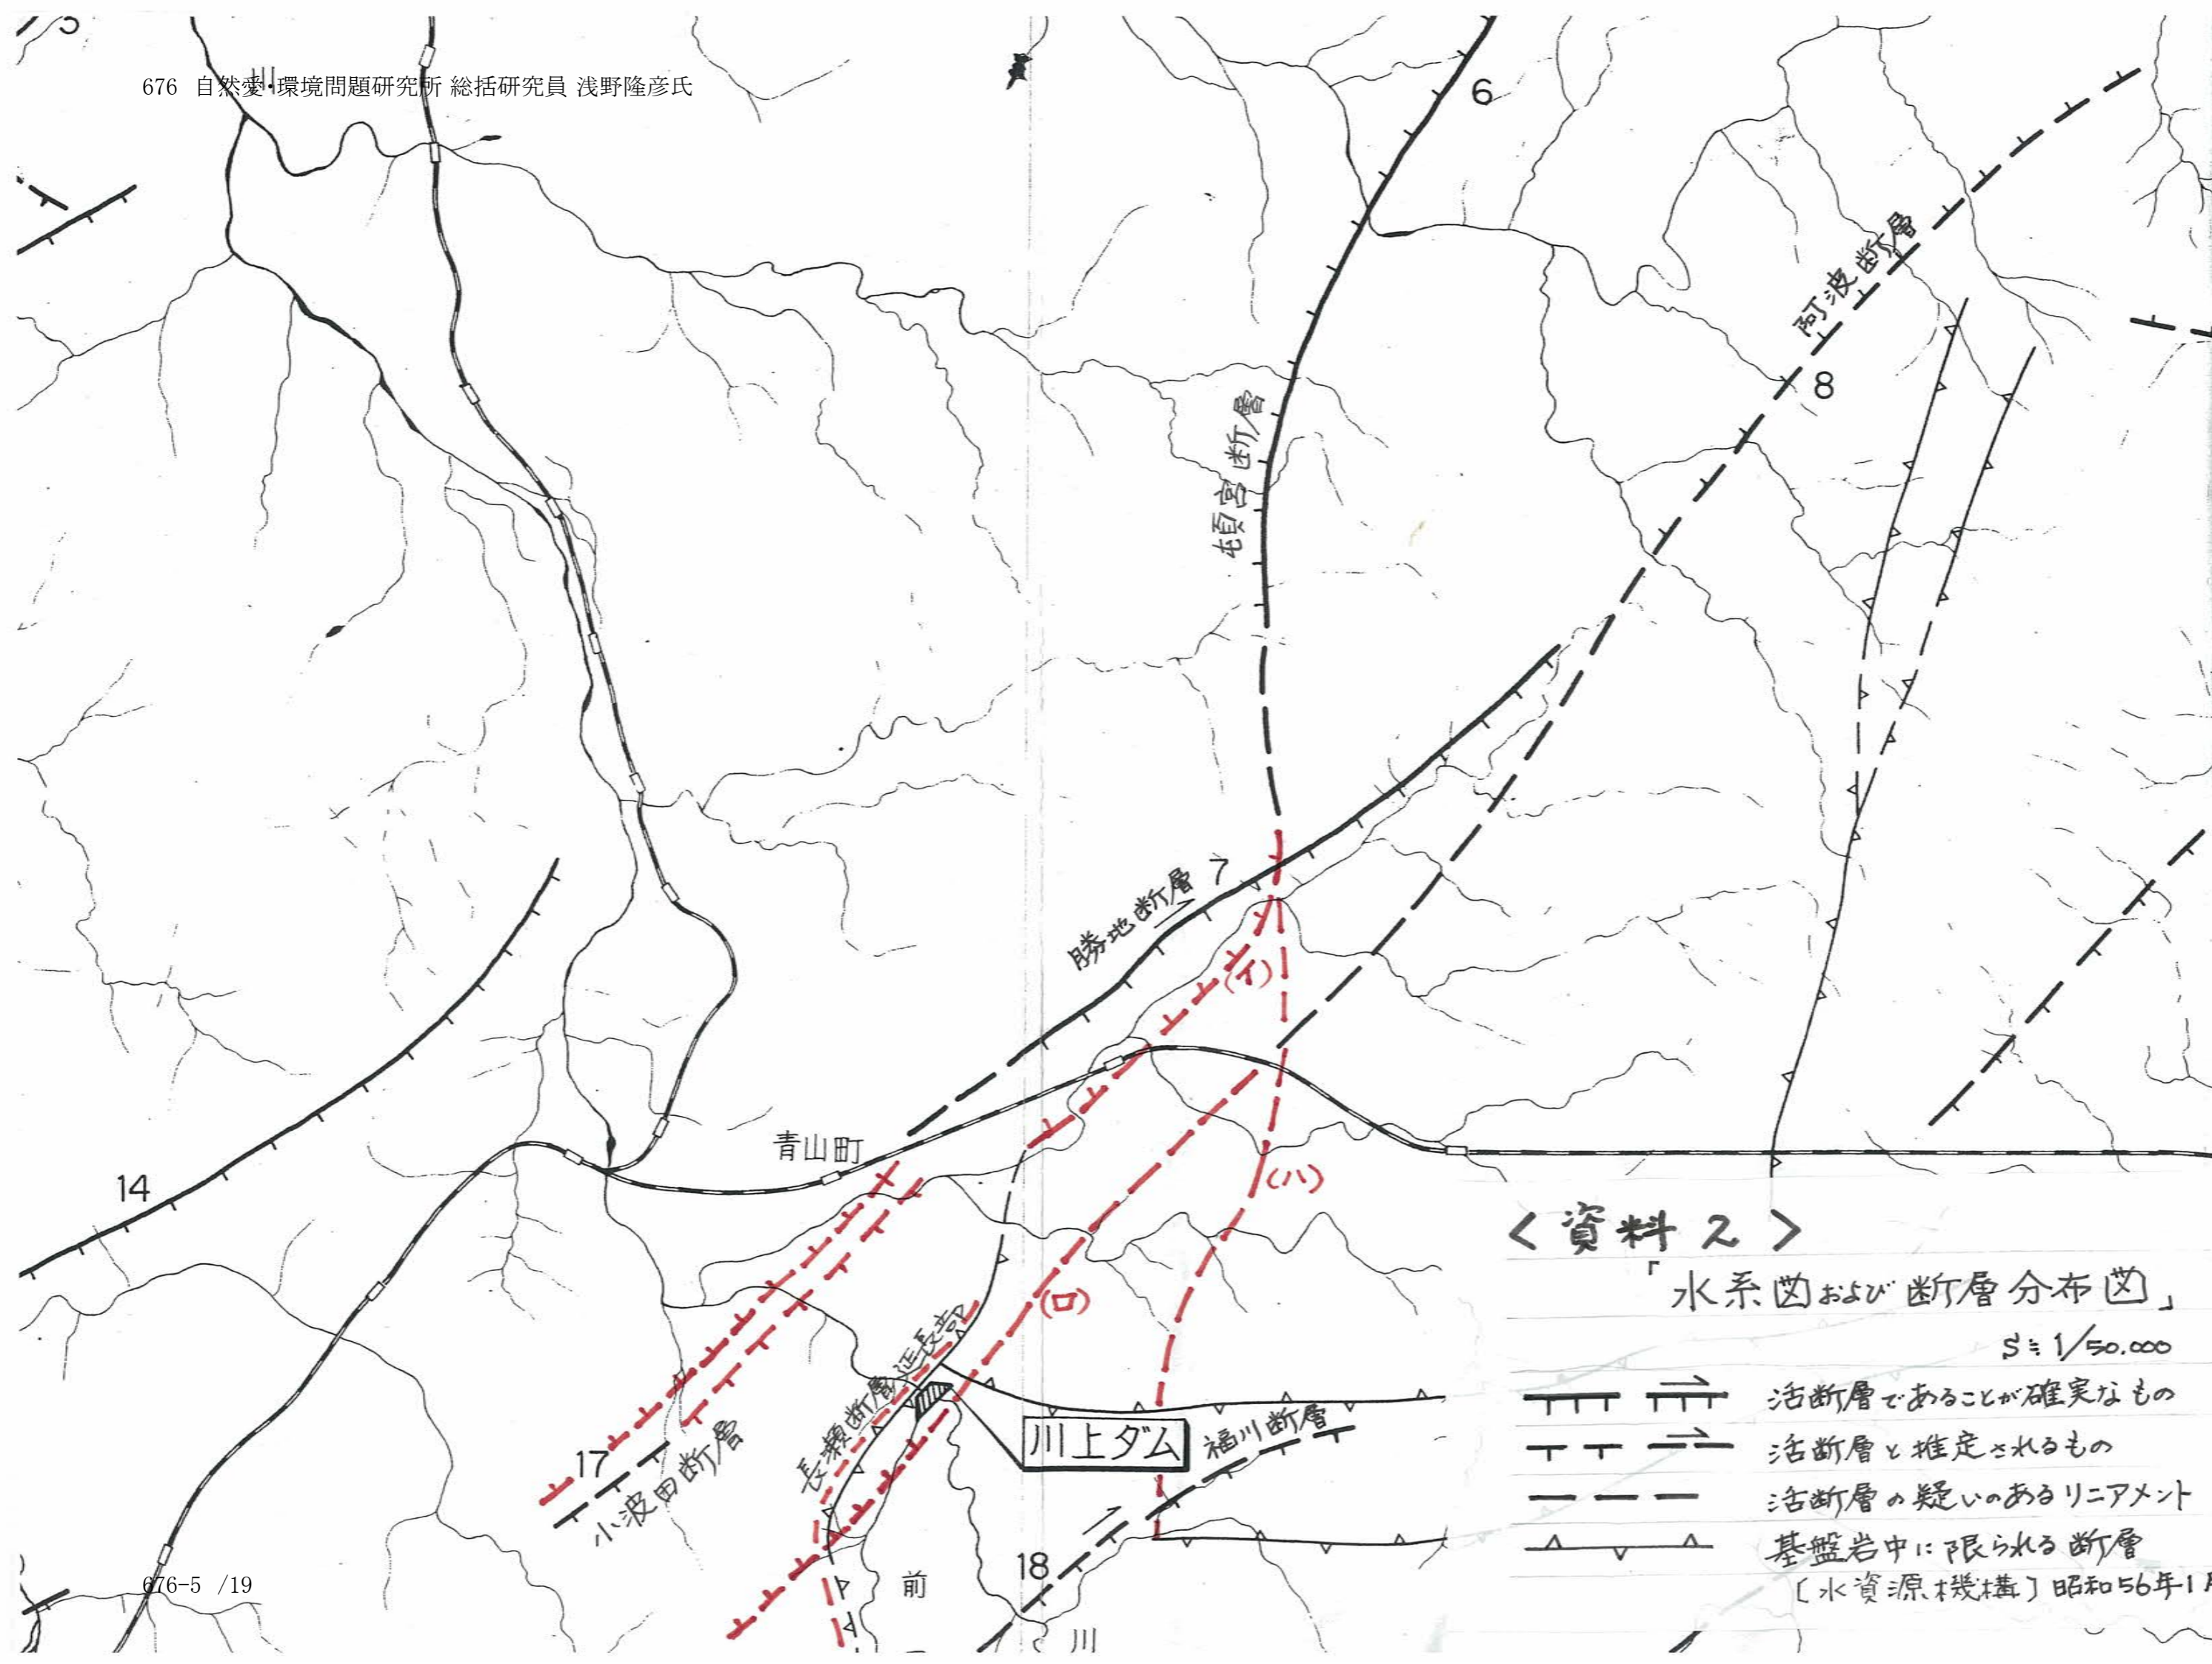 5
川
676 自然愛・環境問題研究所 総括研究員 浅野隆彦氏
6
阿波断層
8
頓宮断層
勝地断層 7
(イ)
青山町
14
(ハ)
(ロ)
長瀬断層延長部
川上ダム
福川断層
17
小波田断層
18
前
川
676-5 /19
<資料2>
「水系図および断層分布図」
S≒1/50.000
活断層であることが確実なもの
活断層と推定されるもの
活断層の疑いのあるリニアメント
基盤岩中に限られる断層
[水資源機構]昭和56年1月